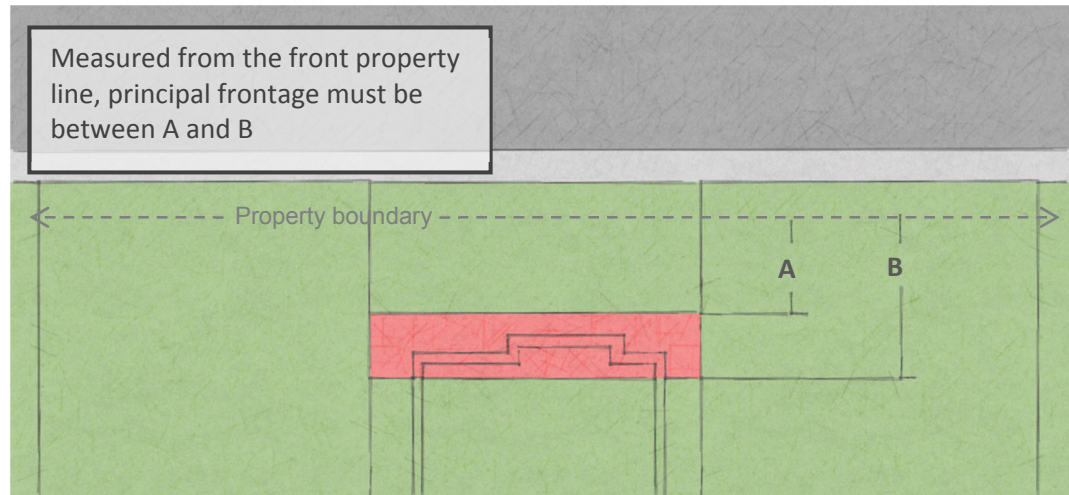 Measured from the front property
line, principal frontage must be
between A and B
Property boundary
A
B